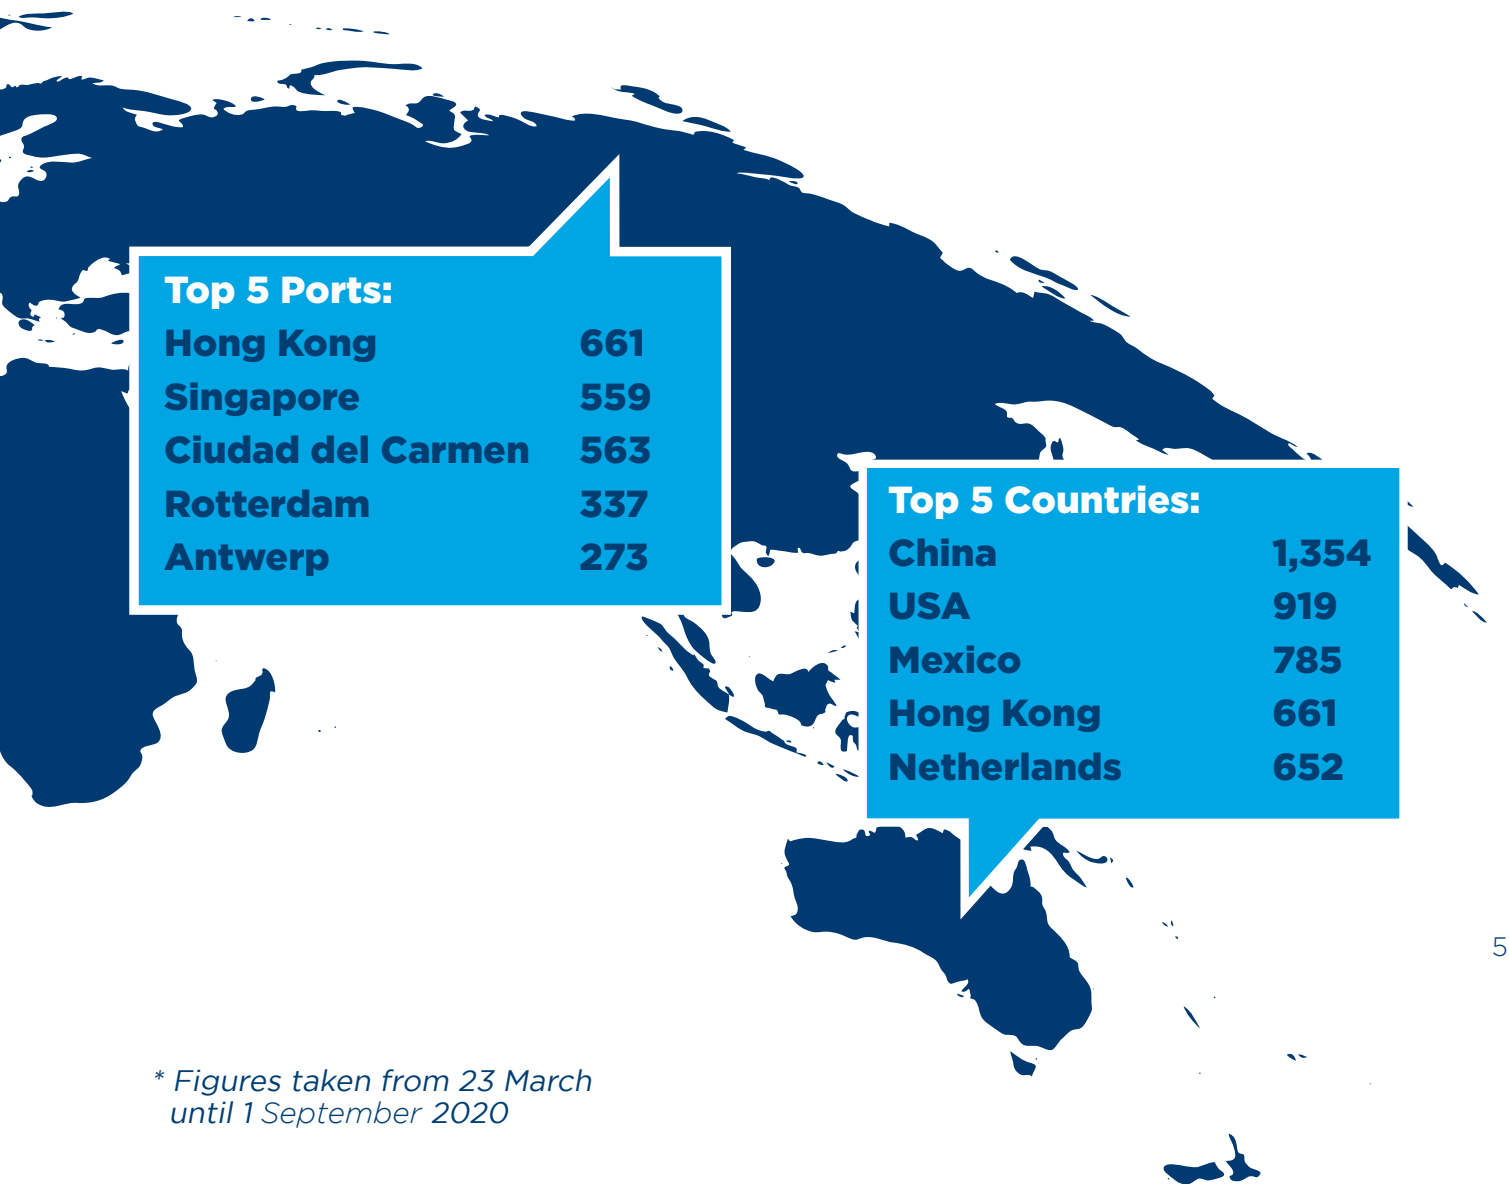 Top 5 Ports:
Hong Kong 661
Singapore 559
Ciudad del Carmen 563
Rotterdam 337
Antwerp 273
Top 5 Countries:
China 1,354
USA 919
Mexico 785
Hong Kong 661
Netherlands 652
5
* Figures taken from 23 March
until 1 September 2020